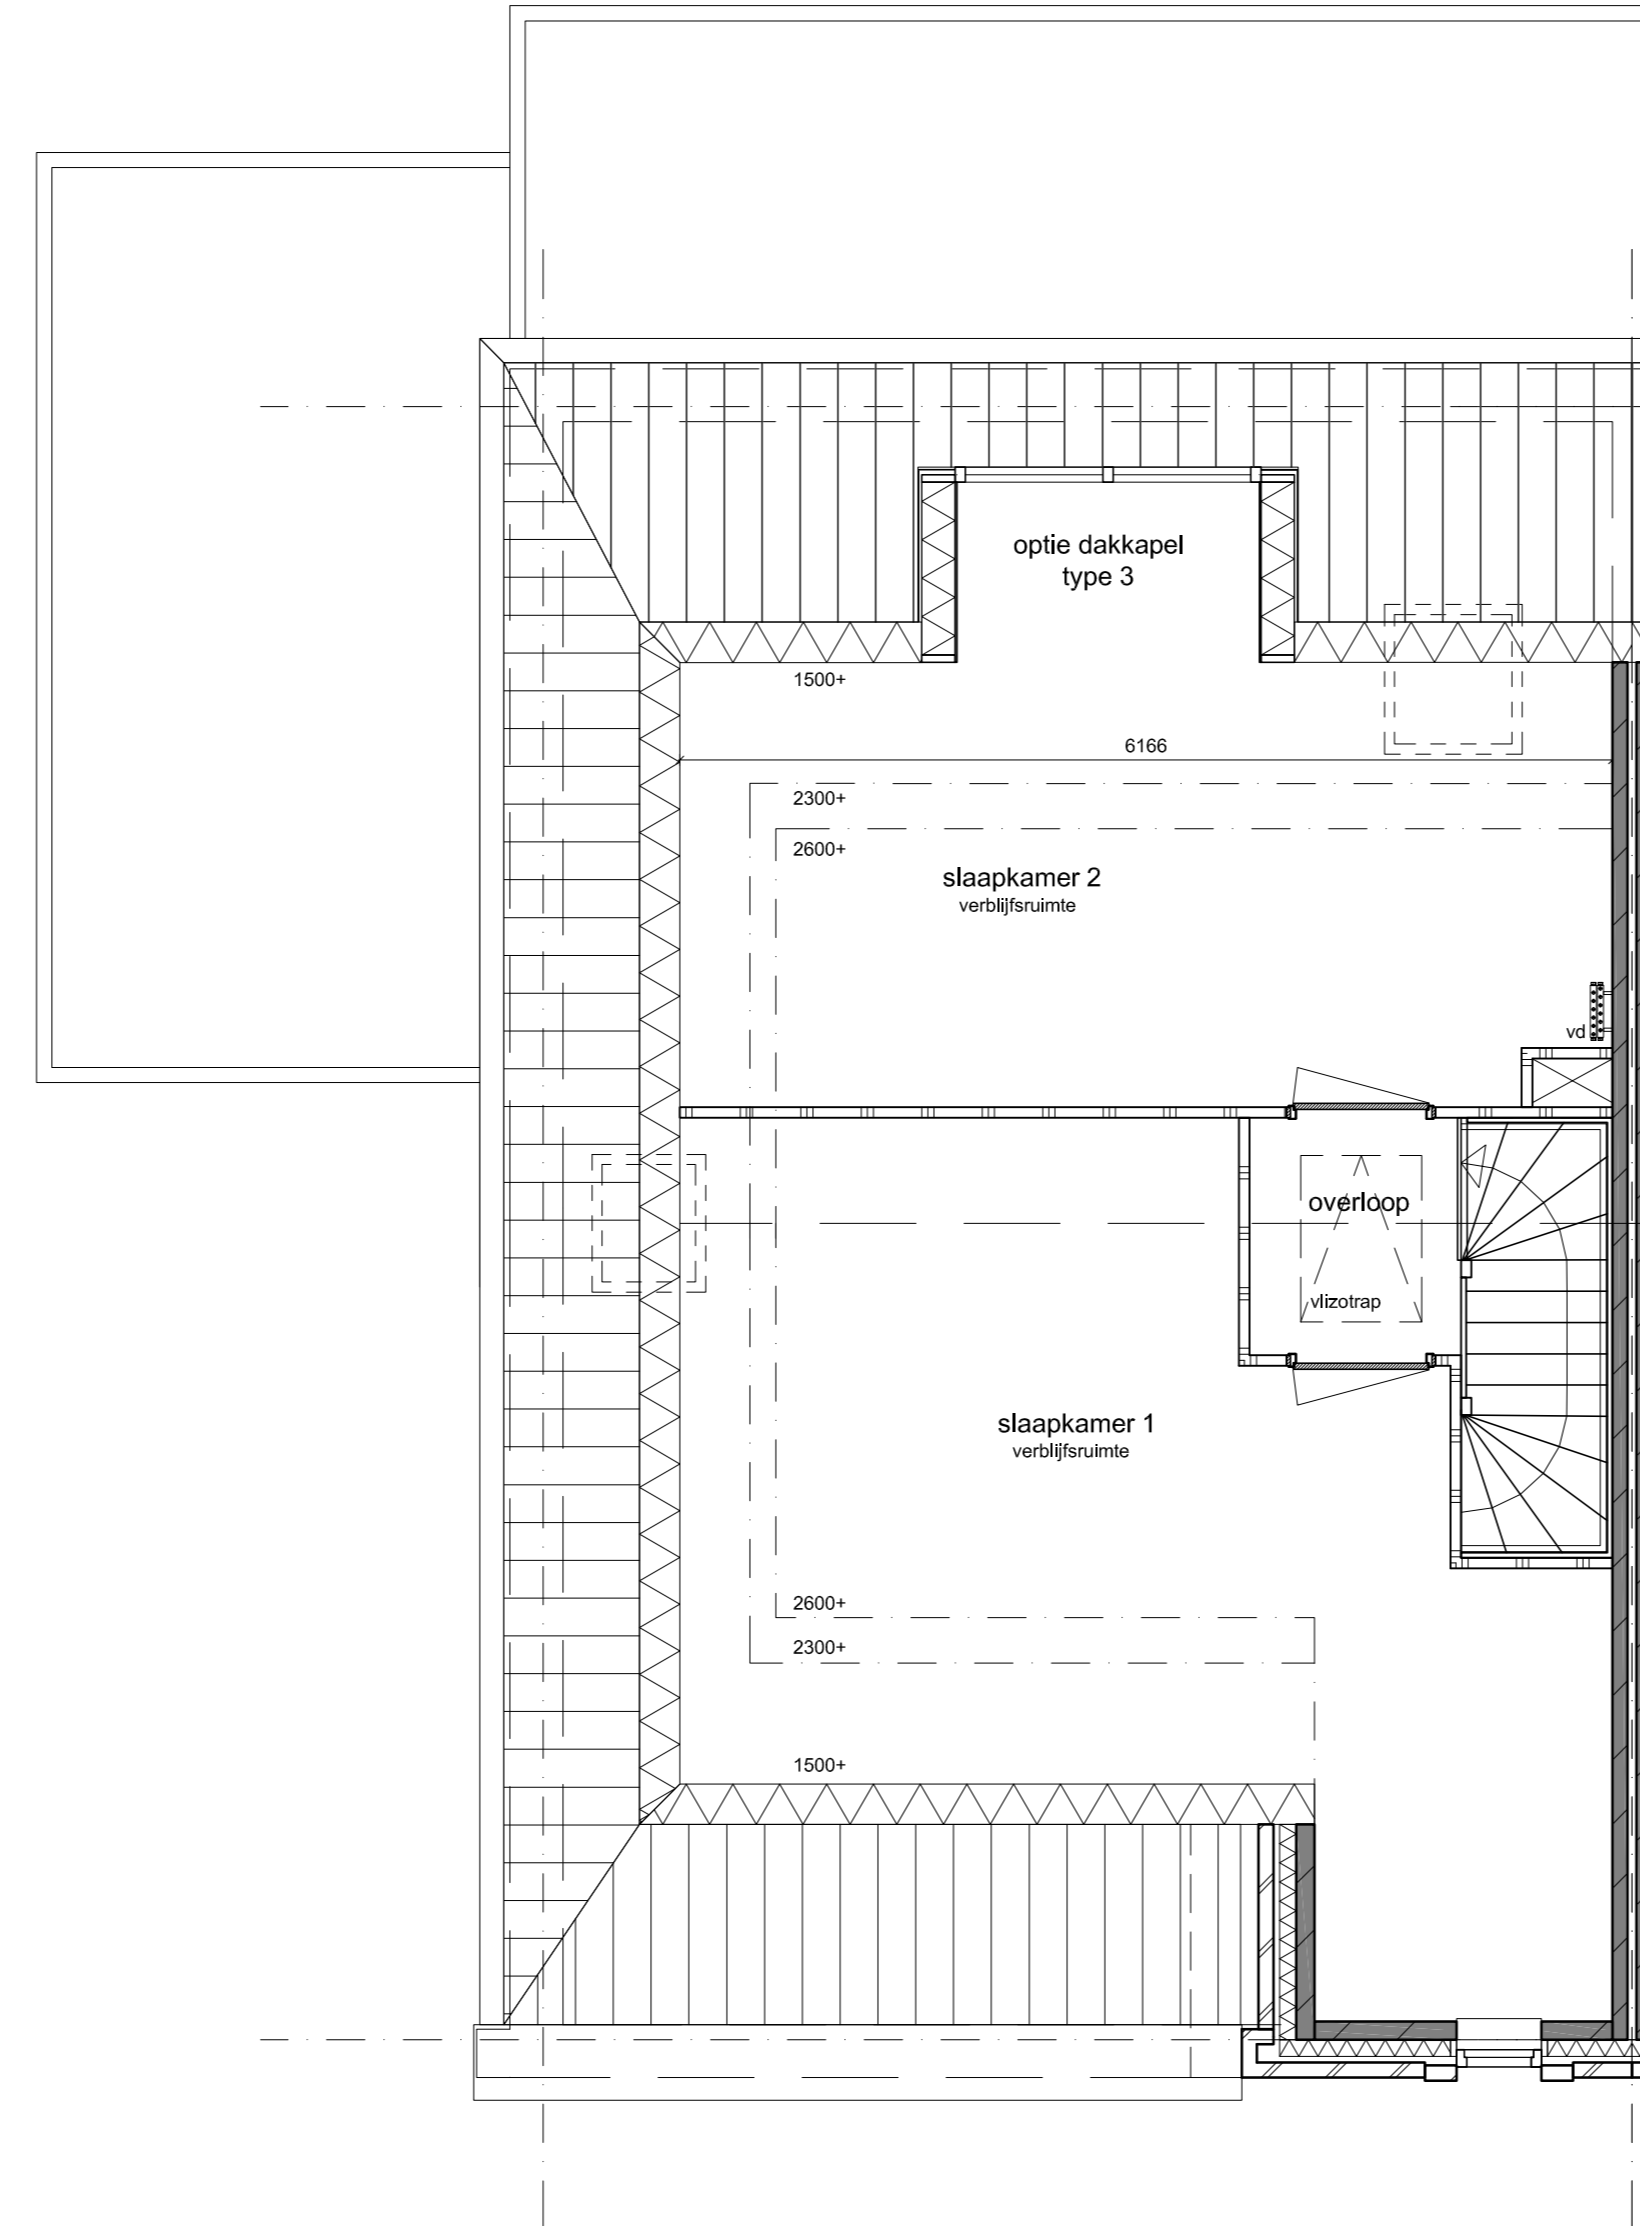 optie dakkapel
type 3
1500+
6166
2300+
2600+
slaapkamer 2
verblijfsruimte
vd
overloop
vlizotrap
slaapkamer 1
verblijfsruimte
2600+
2300+
1500+